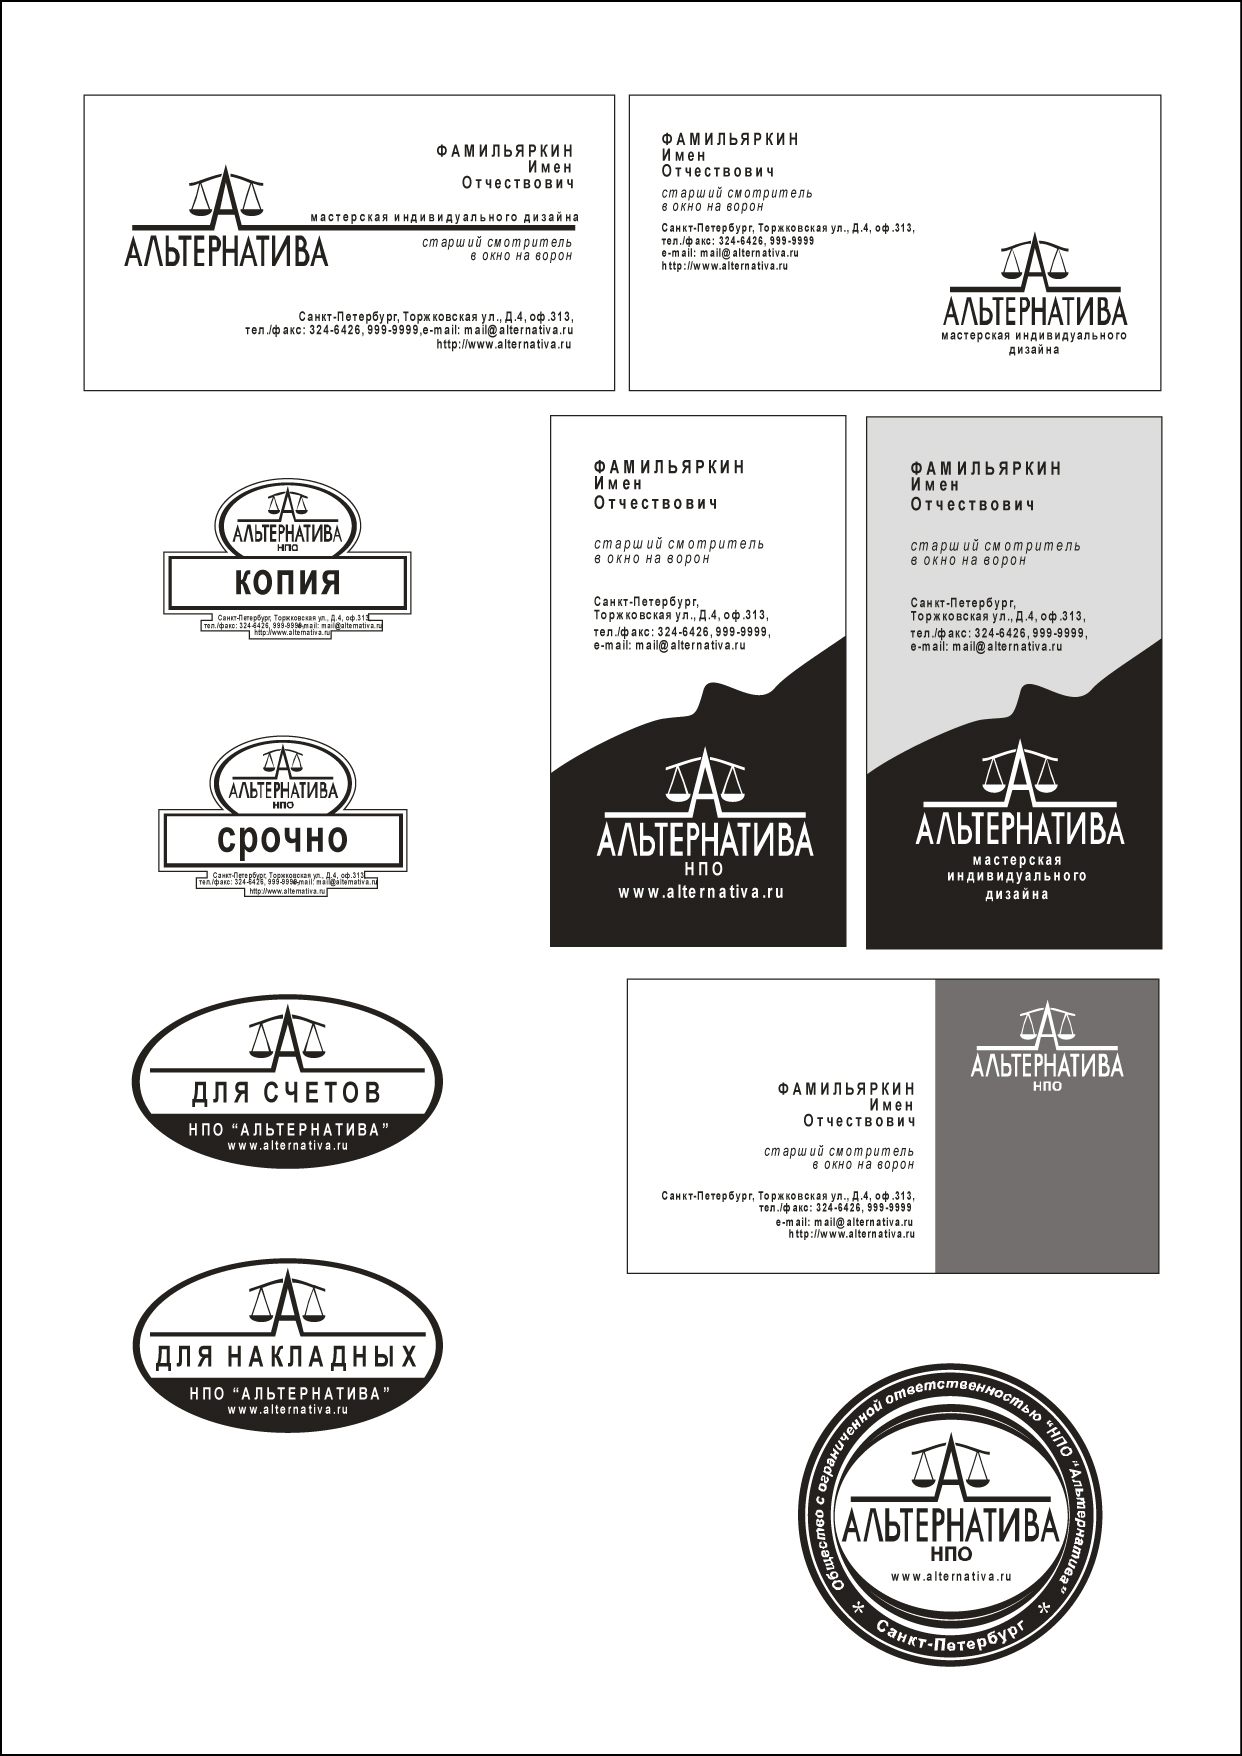 ФАМИЛЬЯРКИН
Имен
Отчествович
мастерская индивидуального дизайна
АЛЬТЕРНАТИВА
старший смотритель
в окно на ворон
Санкт-Петербург, Торжковская ул., Д.4, оф.313,
тел./факс: 324-6426, 999-9999,e-mail: mail@alternativa.ru
http://www.alternativa.ru
ФАМИЛЬЯРКИН
Имен
Отчествович
старший смотритель
в окно на ворон
Санкт-Петербург, Торжковская ул., Д.4, оф.313,
тел./факс: 324-6426, 999-9999
e-mail: mail@alternativa.ru
http://www.alternativa.ru
АЛЬТЕРНАТИВА
мастерская индивидуального
дизайна
АЛЬТЕРНАТИВА
НПО
КОПИЯ
Санкт-Петербург, Торжковская ул., Д.4, оф.313,
тел./факс: 324-6426, 999-9999,e-mail: mail@alternativa.ru
http://www.alternativa.ru
ФАМИЛЬЯРКИН
Имен
Отчествович
старший смотритель
в окно на ворон
Санкт-Петербург,
Торжковская ул., Д.4, оф.313,
тел./факс: 324-6426, 999-9999,
e-mail: mail@alternativa.ru
АЛЬТЕРНАТИВА
НПО
www.alternativa.ru
ФАМИЛЬЯРКИН
Имен
Отчествович
старший смотритель
в окно на ворон
Санкт-Петербург,
Торжковская ул., Д.4, оф.313,
тел./факс: 324-6426, 999-9999,
e-mail: mail@alternativa.ru
АЛЬТЕРНАТИВА
мастерская
индивидуального
дизайна
АЛЬТЕРНАТИВА
НПО
срочно
Санкт-Петербург, Торжковская ул., Д.4, оф.313,
тел./факс: 324-6426, 999-9999,e-mail: mail@alternativa.ru
http://www.alternativa.ru
ДЛЯ СЧЕТОВ
НПО “АЛЬТЕРНАТИВА”
www.alternativa.ru
АЛЬТЕРНАТИВА
НПО
ФАМИЛЬЯРКИН
Имен
Отчествович
старший смотритель
в окно на ворон
Санкт-Петербург, Торжковская ул., Д.4, оф.313,
тел./факс: 324-6426, 999-9999
e-mail: mail@alternativa.ru
http://www.alternativa.ru
ДЛЯ НАКЛАДНЫХ
НПО “АЛЬТЕРНАТИВА”
www.alternativa.ru
Общество с ограниченной ответственностью “НПО “Альтернатива”
АЛЬТЕРНАТИВА
НПО
www.alternativa.ru
* Санкт-Петербург *